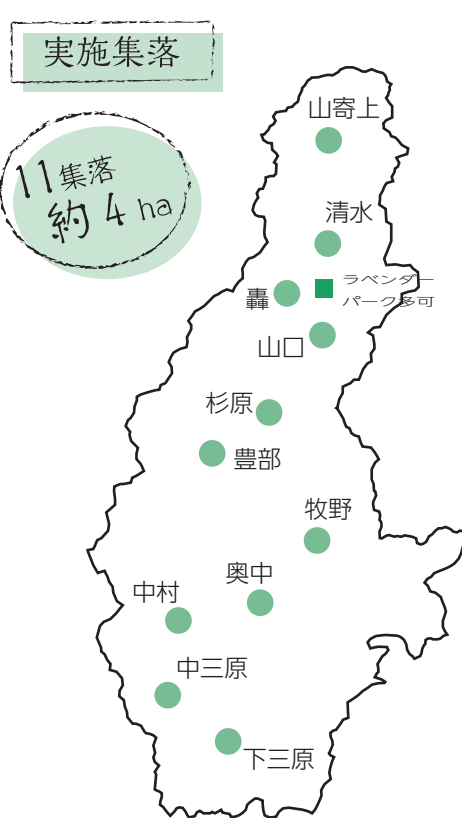 実施集落
11集落
約4ha
山寄上
清水
ラベンダー
パーク多可
轟
山口
杉原
豊部
牧野
奥中
中村
中三原
下三原